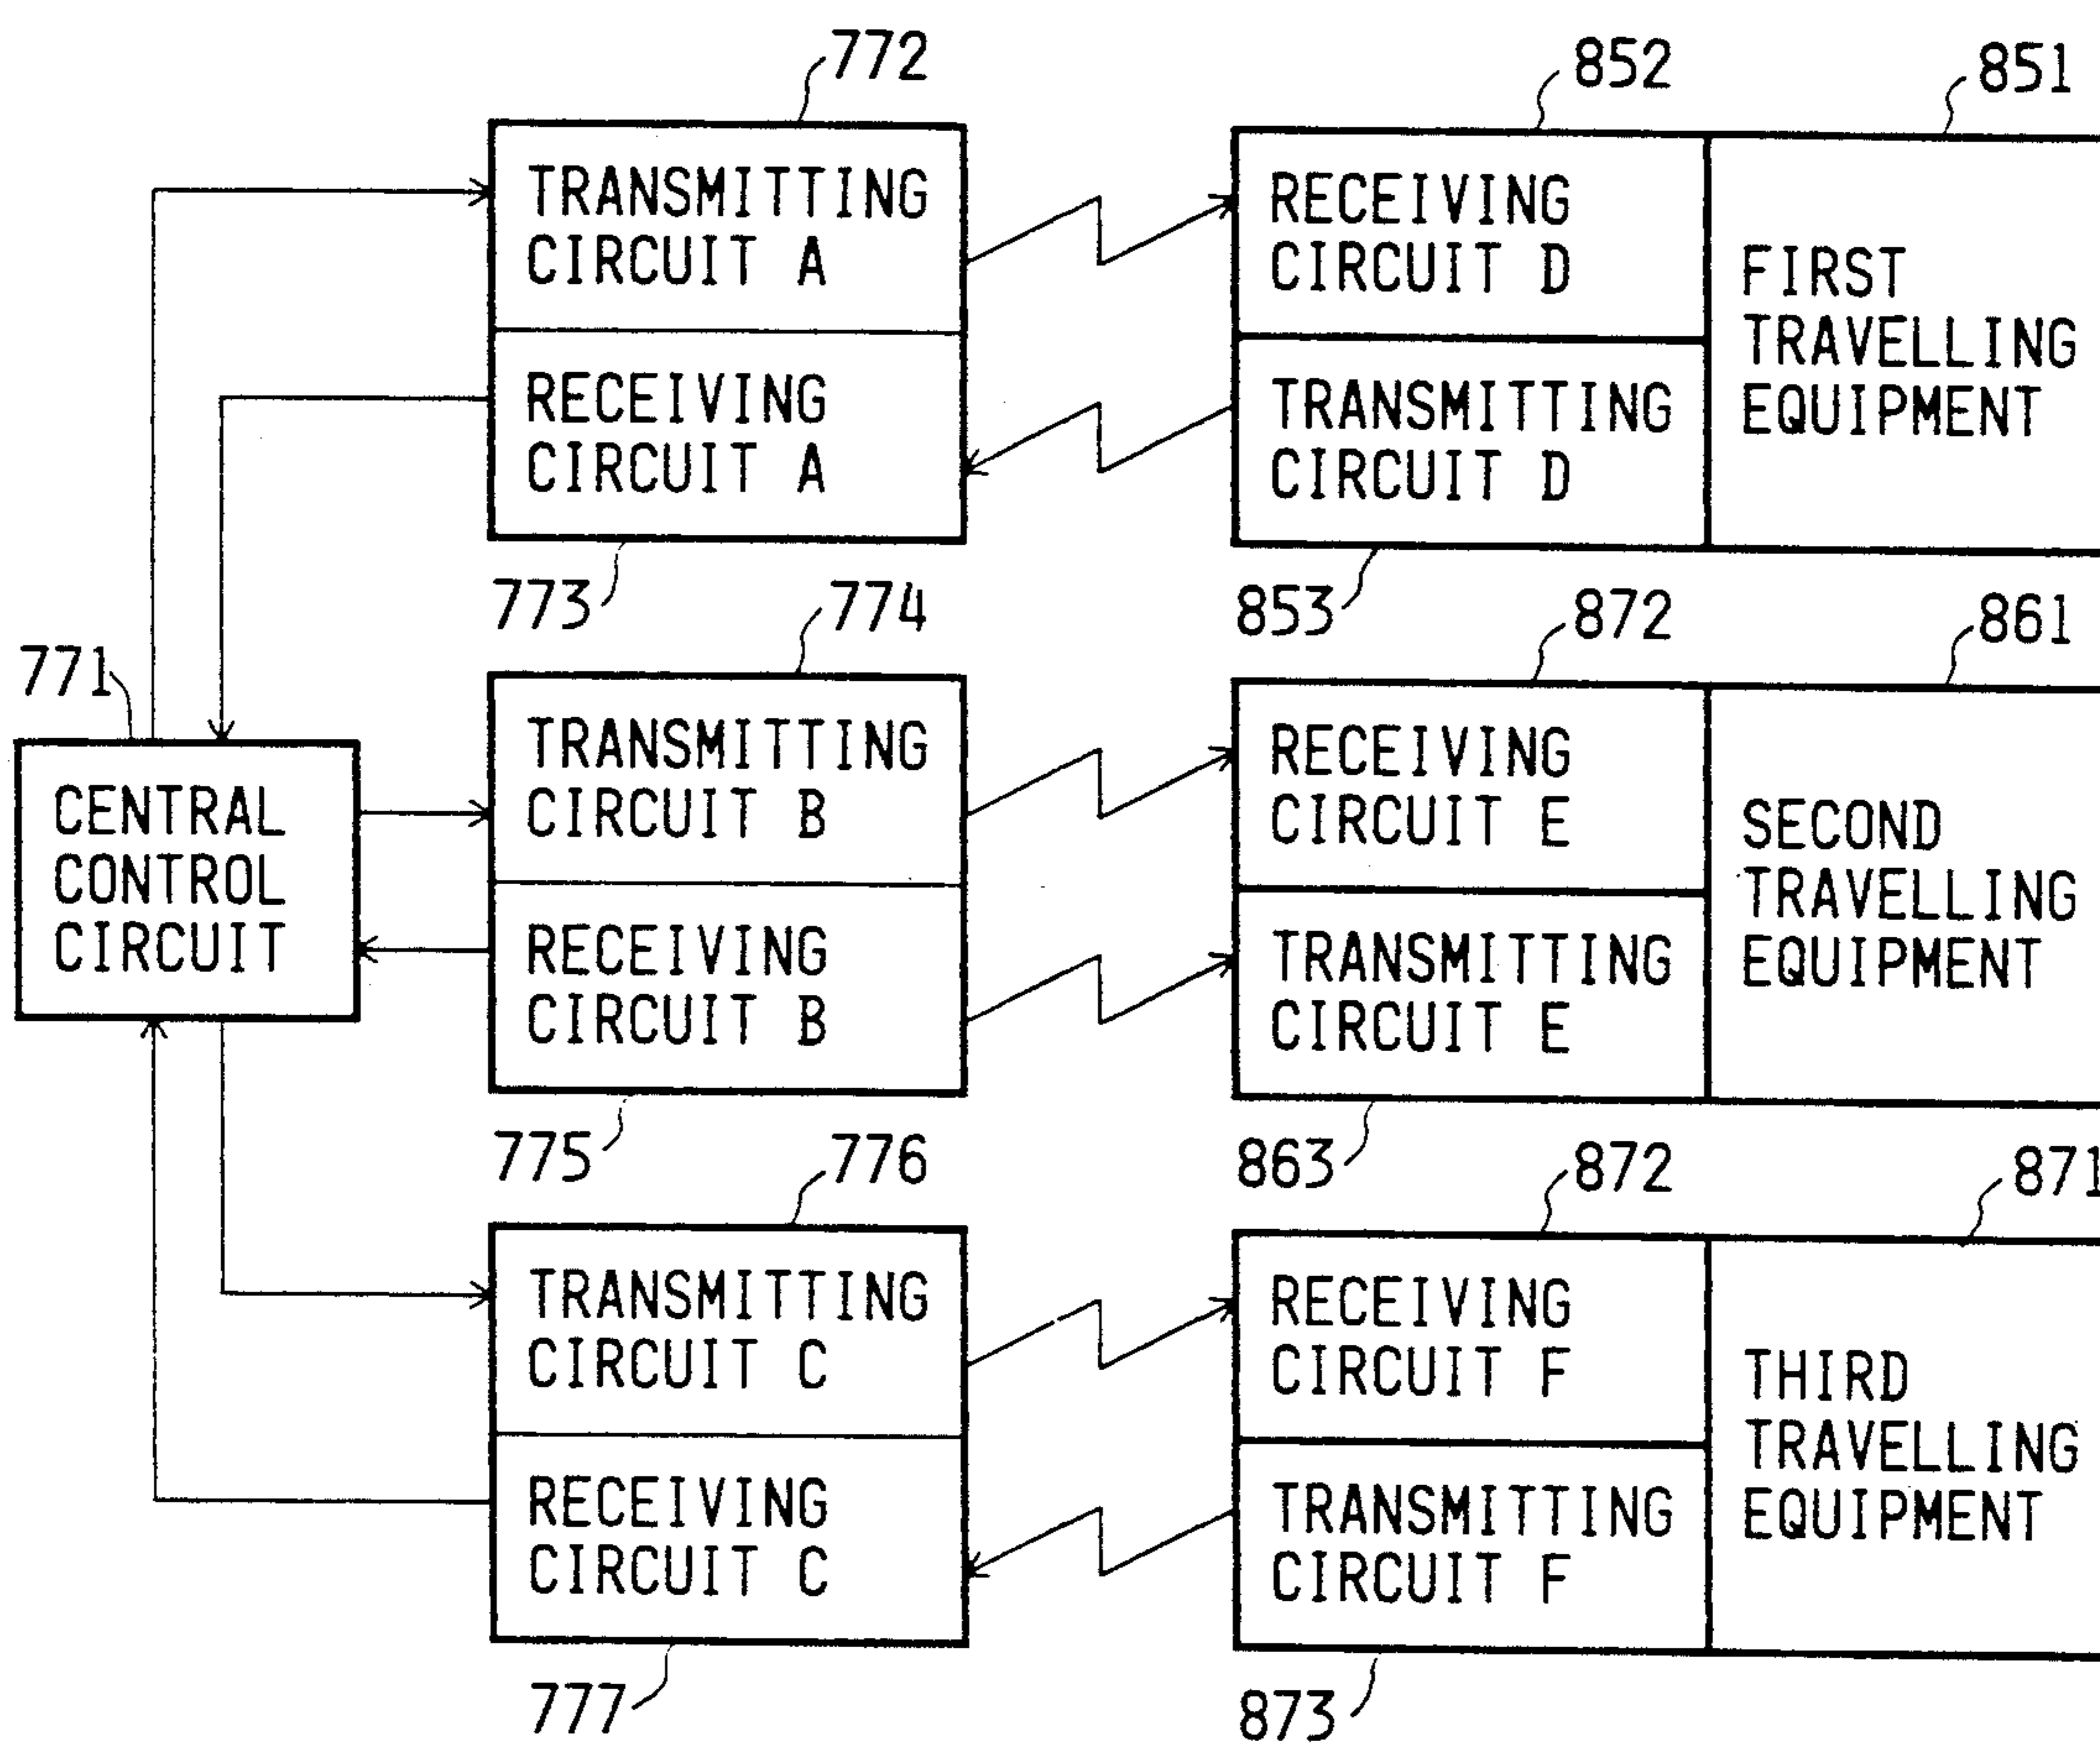 772
852
851
TRANSMITTING
CIRCUIT A
RECEIVING
CIRCUIT D
FIRST
TRAVELLING
EQUIPMENT
RECEIVING
CIRCUIT A
TRANSMITTING
CIRCUIT D
773
774
853
872
861
771
TRANSMITTING
CIRCUIT B
RECEIVING
CIRCUIT E
SECOND
TRAVELLING
EQUIPMENT
CENTRAL
CONTROL
CIRCUIT
RECEIVING
CIRCUIT B
TRANSMITTING
CIRCUIT E
775
776
863
872
871
TRANSMITTING
CIRCUIT C
RECEIVING
CIRCUIT F
THIRD
TRAVELLING
EQUIPMENT
RECEIVING
CIRCUIT C
TRANSMITTING
CIRCUIT F
777
873